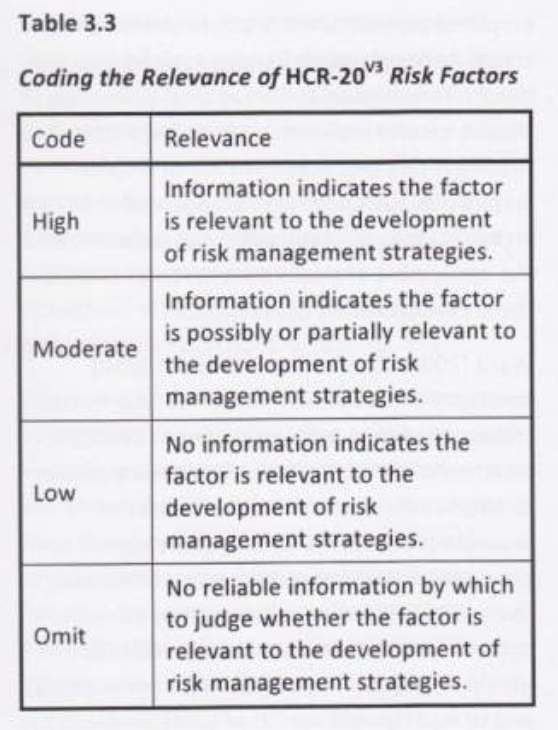 Table 3.3
Coding the Relevance of HCR-20V3 Risk Factors
Code
Relevance
High
Information indicates the factor
is relevant to the development
of risk management strategies.
Moderate
Information indicates the factor
is possibly or partially relevant to
the development of risk
management strategies.
Low
No information indicates the
factor is relevant to the
development of risk
management strategies.
Omit
No reliable information by which
to judge whether the factor is
relevant to the development of
risk management strategies.